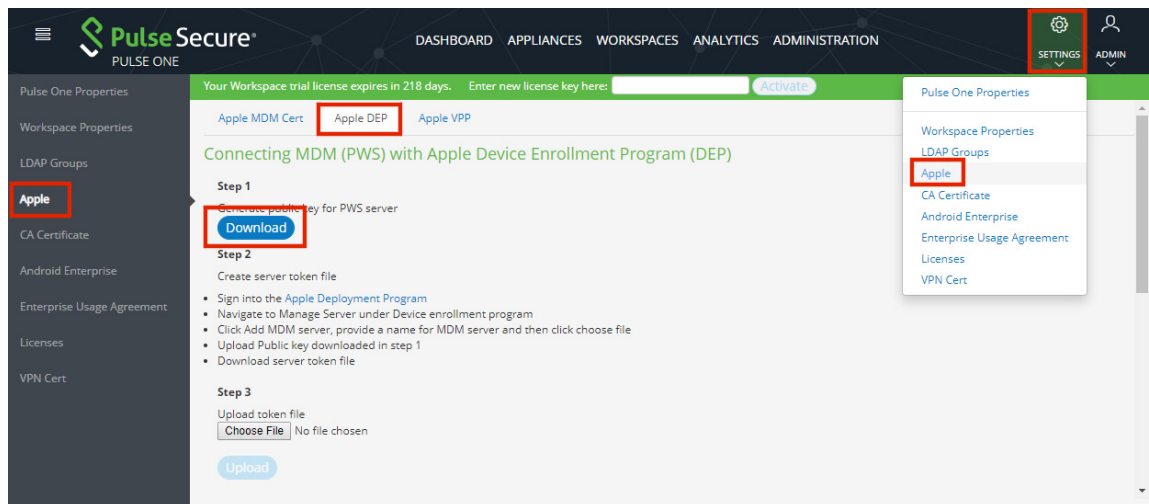 Pulse Secure®
PULSE ONE
DASHBOARD APPLIANCES WORKSPACES ANALYTICS ADMINISTRATION
SETTINGS
ADMIN
Pulse One Properties
Workspace Properties
LDAP Groups
Apple
CA Certificate
Android Enterprise
Enterprise Usage Agreement
Licenses
VPN Cert
Your Workspace trial license expires in 218 days. Enter new license key here: Activate
Apple MDM Cert Apple DEP Apple VPP
Connecting MDM (PWS) with Apple Device Enrollment Program (DEP)
Step 1
Generate public key for PWS server
Download
Step 2
Create server token file
• Sign into the Apple Deployment Program
• Navigate to Manage Server under Device enrollment program
• Click Add MDM server, provide a name for MDM server and then click choose file
• Upload Public key downloaded in step 1
• Download server token file
Step 3
Upload token file
Choose File No file chosen
Upload
Pulse One Properties
Workspace Properties
LDAP Groups
Apple
CA Certificate
Android Enterprise
Enterprise Usage Agreement
Licenses
VPN Cert